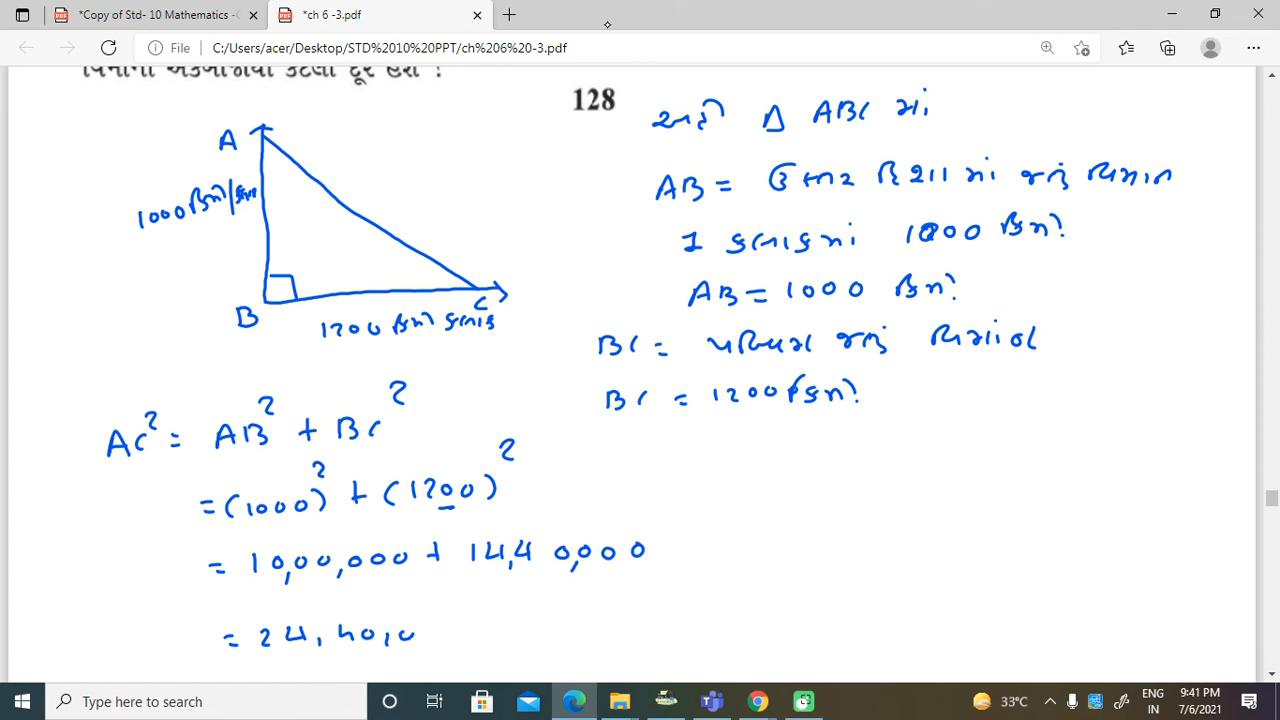 *Copy of Std- 10 Mathematics - *ch 6 -3.pdf
File C:/Users/acer/Desktop/STD%2010%20PPT/ch%206%20-3.pdf
128
અહીં Δ ABC માં
A
1000 કિમી/કલાક
AB = ઉત્તર દિશામાં જતું વિમાન
1 કલાકમાં 1000 કિમી
AB = 1000 કિમી
B C
1200 કિમી કલાક
BC = પશ્ચિમ જતું
BC = 1200 કિમી
AC² = AB² + BC²
= (1000)² + (1200)²
= 10,00,000 + 14,40,000
= 24,40,0
Type here to search
33°C
ENG
IN
9:41 PM
7/6/2021